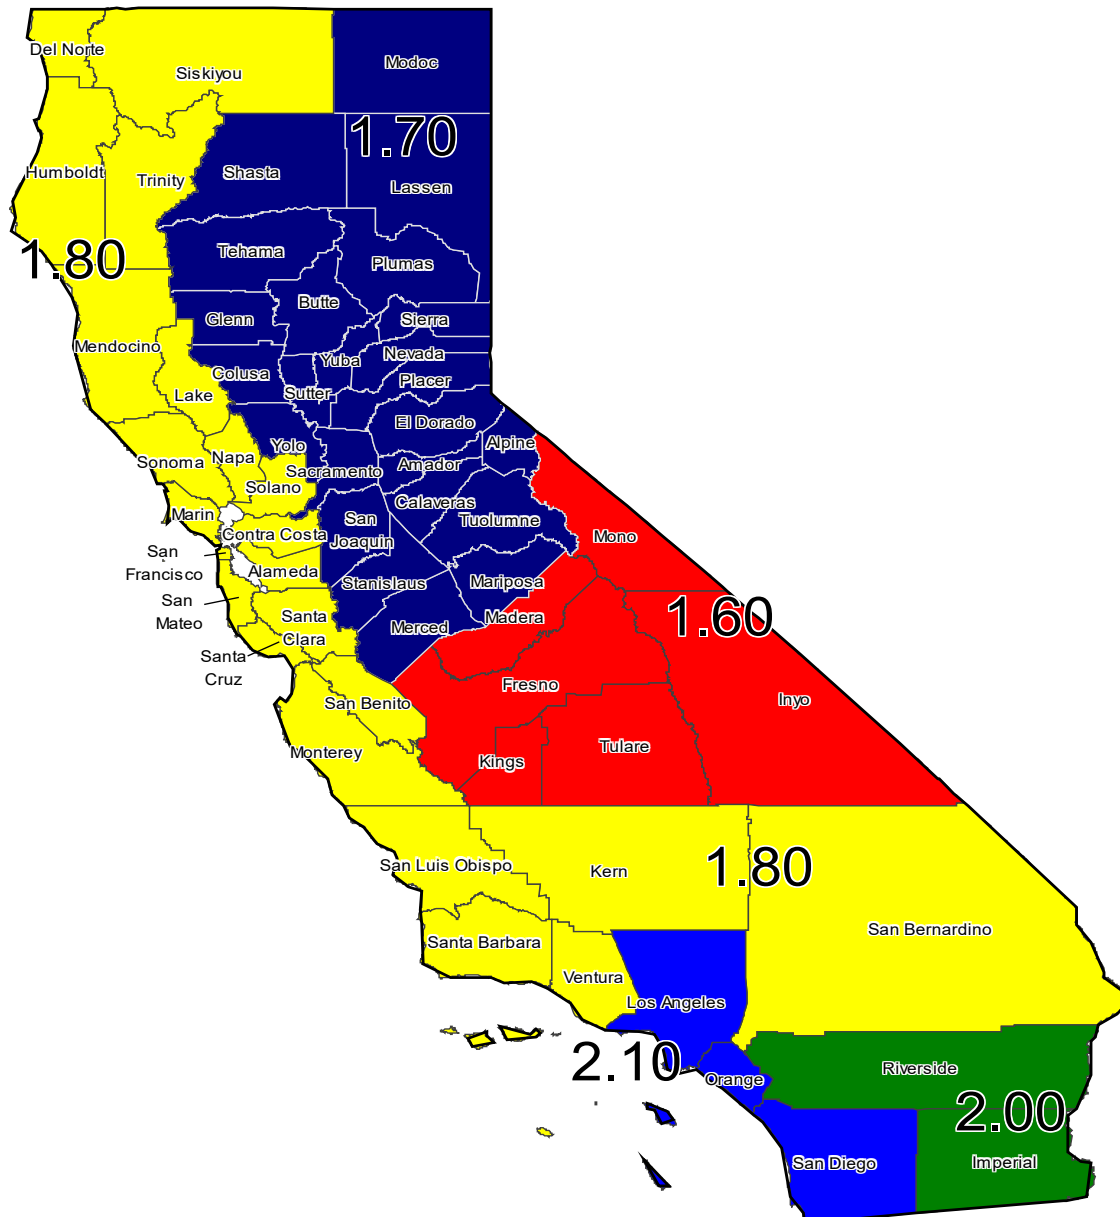 Del Norte
Siskiyou
Modoc
1.70
Shasta
Lassen
Humboldt
Trinity
1.80
Tehama
Plumas
Butte
Glenn
Sierra
Mendocino
Yuba
Nevada
Colusa
Placer
Lake
Sutter
El Dorado
Yolo
Alpine
Sonoma
Napa
Sacramento
Amador
Solano
Calaveras
Marin
San
Joaquin
Tuolumne
Contra Costa
Mono
San
Francisco
Alameda
Stanislaus
Mariposa
San
Mateo
Santa
Clara
Merced
Madera
1.60
Santa
Cruz
Fresno
San Benito
Inyo
Monterey
Kings
Tulare
San Luis Obispo
Kern
1.80
San Bernardino
Santa Barbara
Ventura
Los Angeles
2.10
Orange
Riverside
2.00
San Diego
Imperial